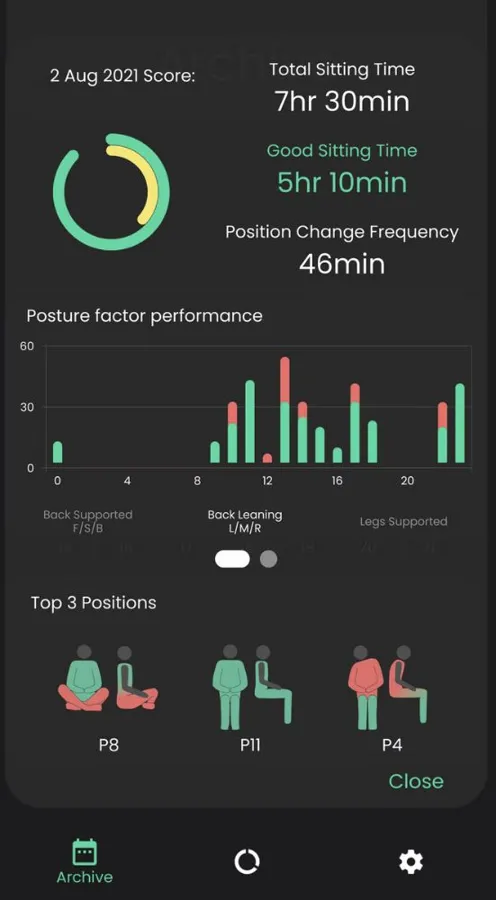 2 Aug 2021 Score:
Total Sitting Time
7hr 30min
Good Sitting Time
5hr 10min
Position Change Frequency
46min
Posture factor performance
60
30
0
0 4 8 12 16 20
Back Supported
F/S/B
Back Leaning
L/M/R
Legs Supported
Top 3 Positions
P8 P11 P4
Close
Archive